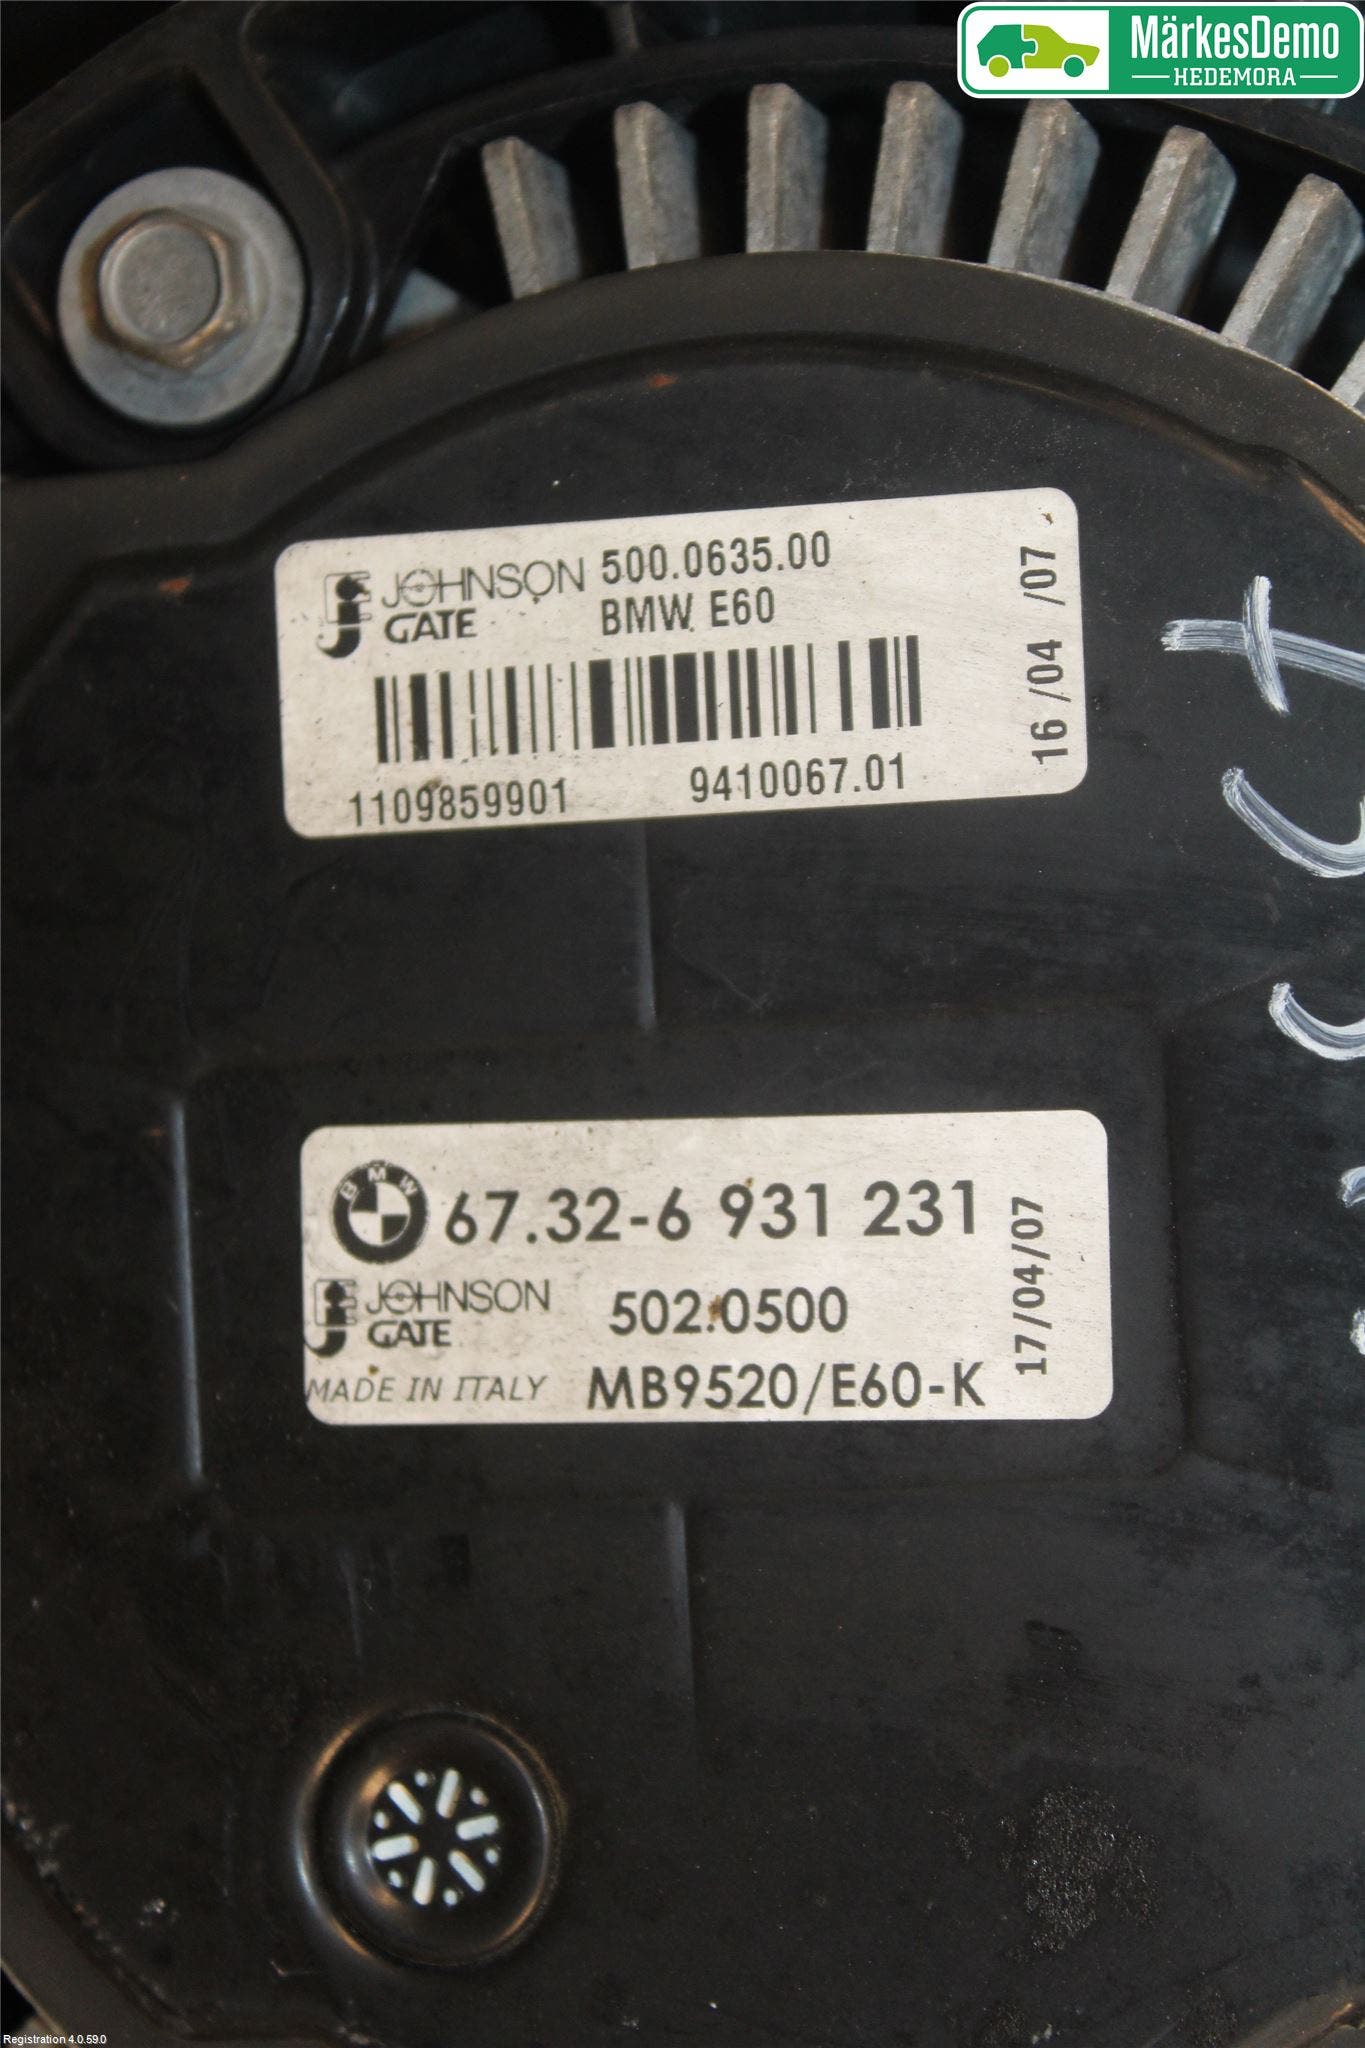 MärkesDemo
HEDEMORA
JOHNSON 500.0635.00
GATE BMW E60
16 /04 /07
1109859901 9410067.01
BMW 67.32-6 931 231
17/04/07
JOHNSON 502.0500
GATE
MADE IN ITALY MB9520/E60-K
Registration 4.0.59.0